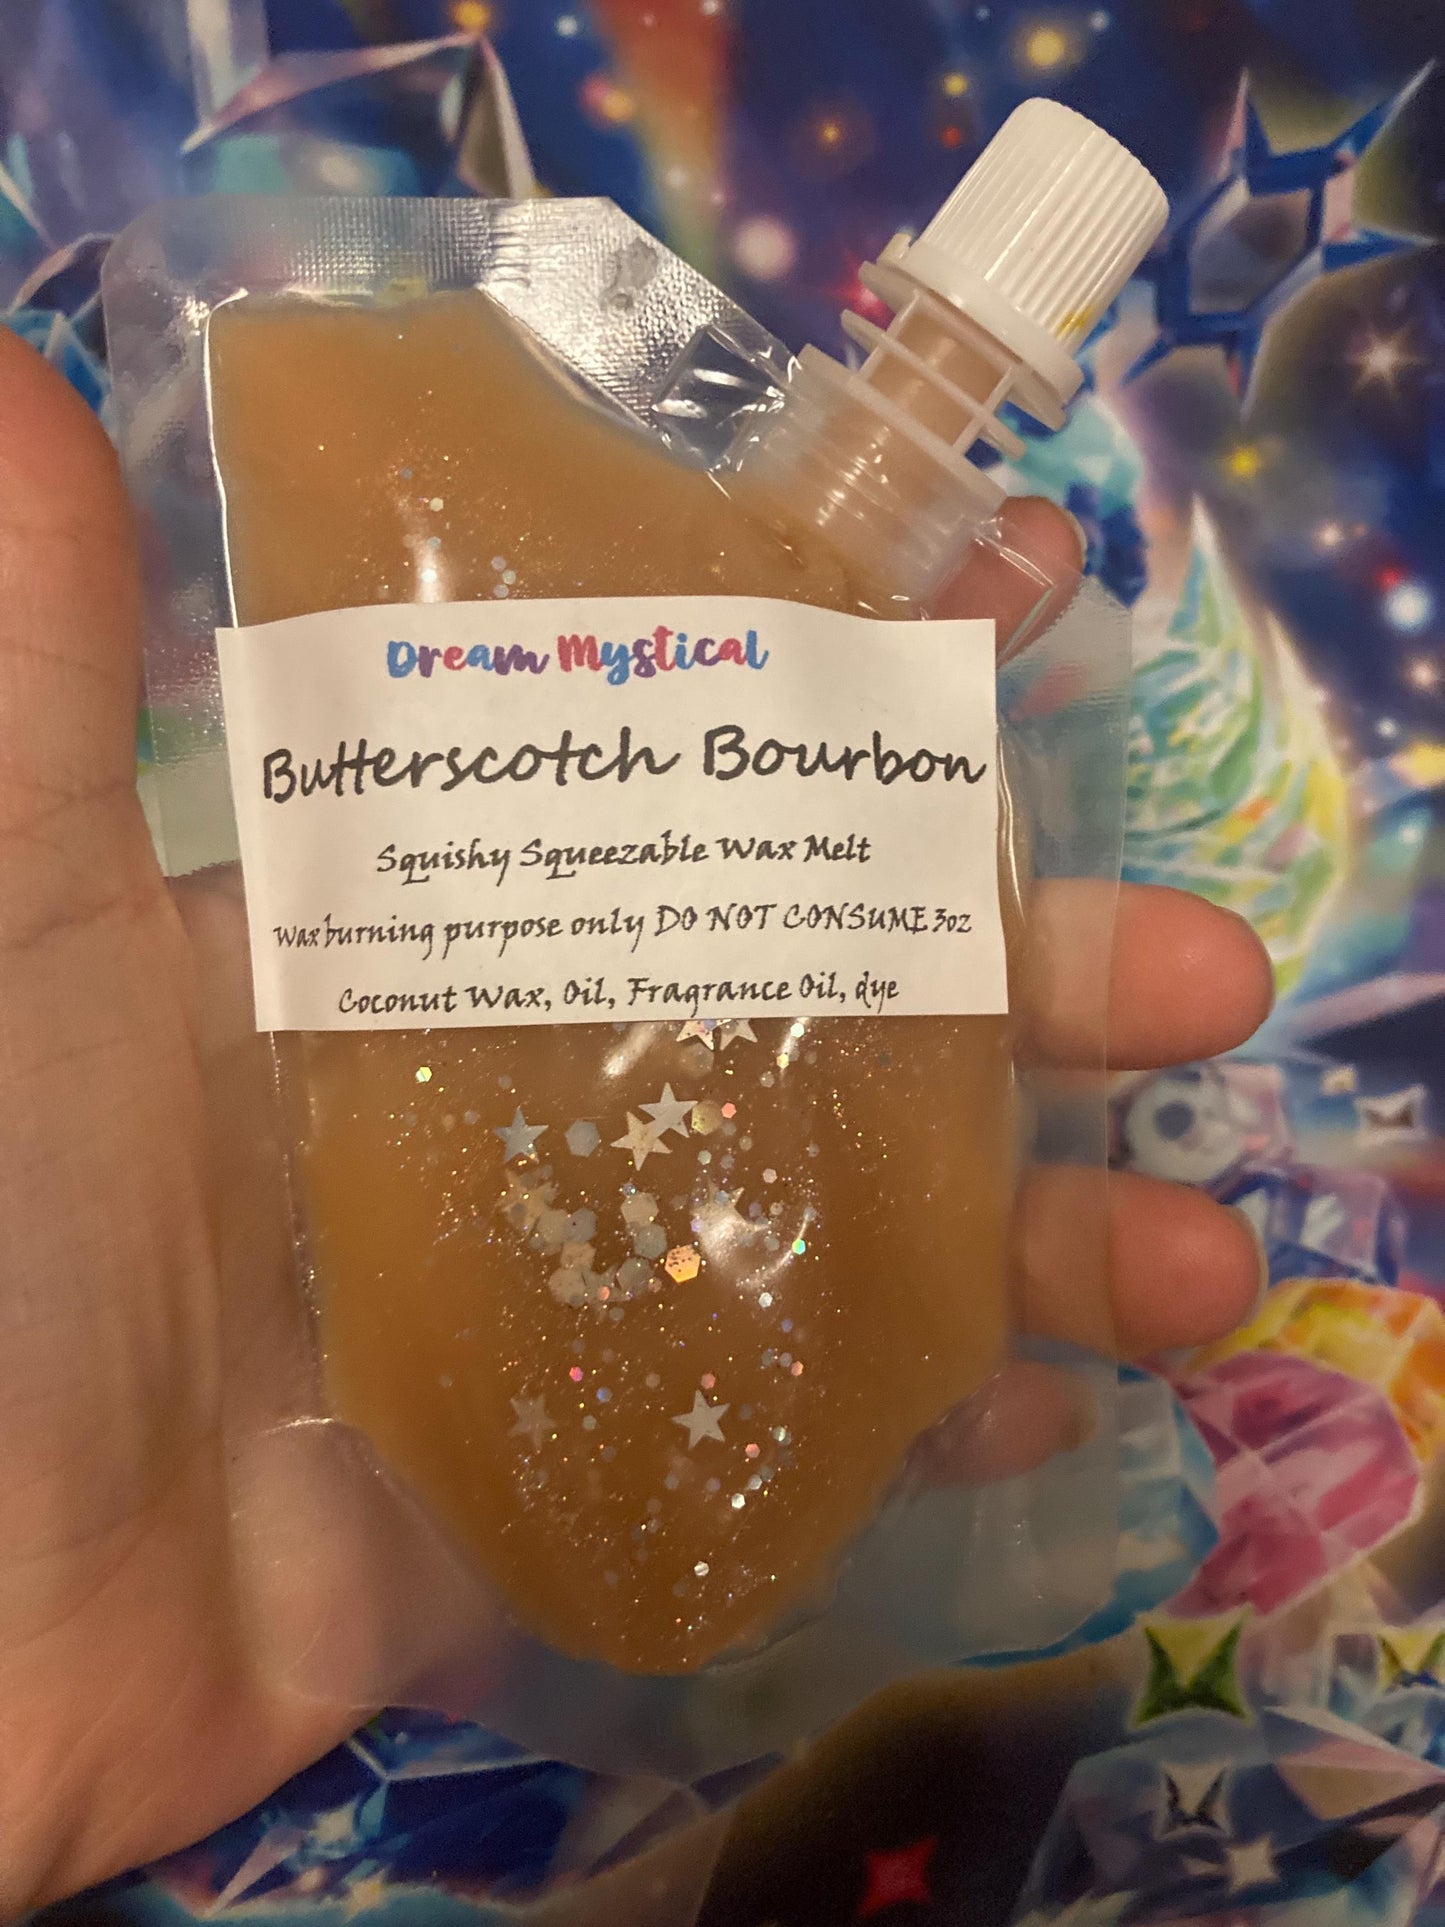 Dream Mystical
Butterscotch Bourbon
Squishy Squeezable Wax Melt
Wax burning purpose only DO NOT CONSUME 3oz
Coconut Wax, Oil, Fragrance Oil, dye